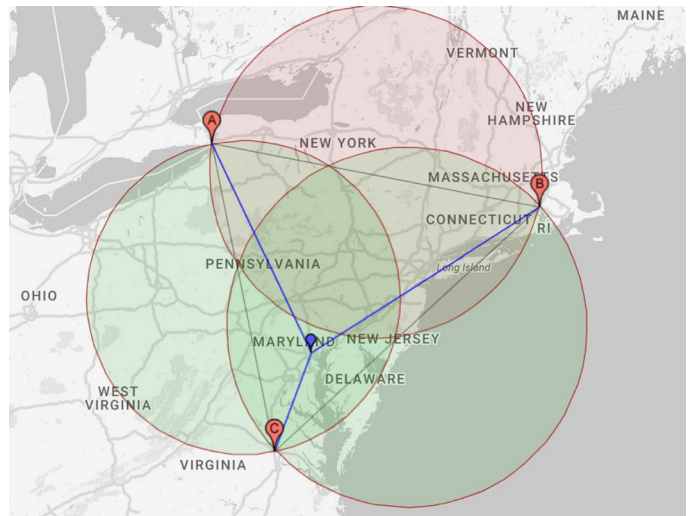 MAINE
VERMONT
NEW
HAMPSHIRE
A
NEW YORK
MASSACHUSETTS
B
CONNECTICUT
RI
PENNSYLVANIA
Long Island
OHIO
MARYLAND
NEW JERSEY
DELAWARE
WEST
VIRGINIA
C
VIRGINIA